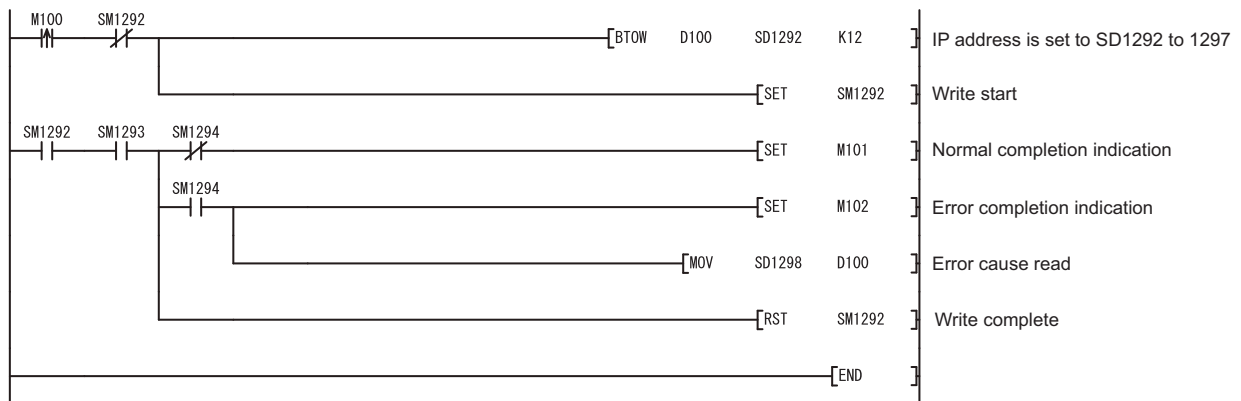 M100 SM1292
[BTOW D100 SD1292 K12 ] IP address is set to SD1292 to 1297
[SET SM1292 ] Write start
SM1292 SM1293 SM1294
[SET M101 ] Normal completion indication
SM1294
[SET M102 ] Error completion indication
[MOV SD1298 D100 ] Error cause read
[RST SM1292 ] Write complete
[END ]